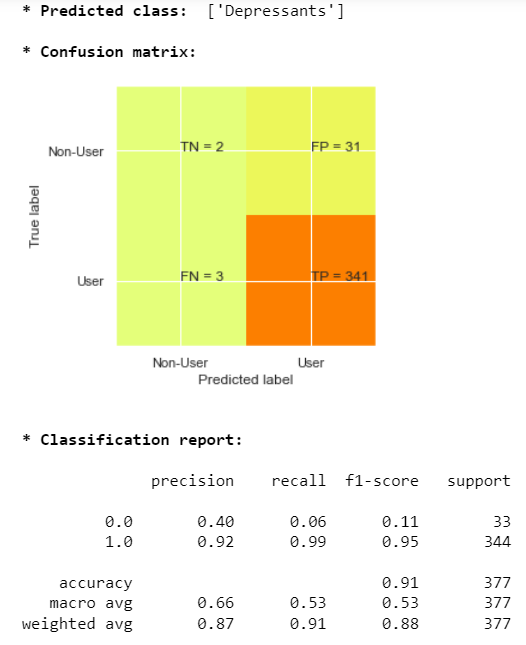 * Predicted class: ['Depressants']
* Confusion matrix:
TN = 2 FP = 31
Non-User
True label
FN = 3 TP = 341
User
Non-User User
Predicted label
* Classification report:
precision recall f1-score support
0.0 0.40 0.06 0.11 33
1.0 0.92 0.99 0.95 344
accuracy 0.91 377
macro avg 0.66 0.53 0.53 377
weighted avg 0.87 0.91 0.88 377